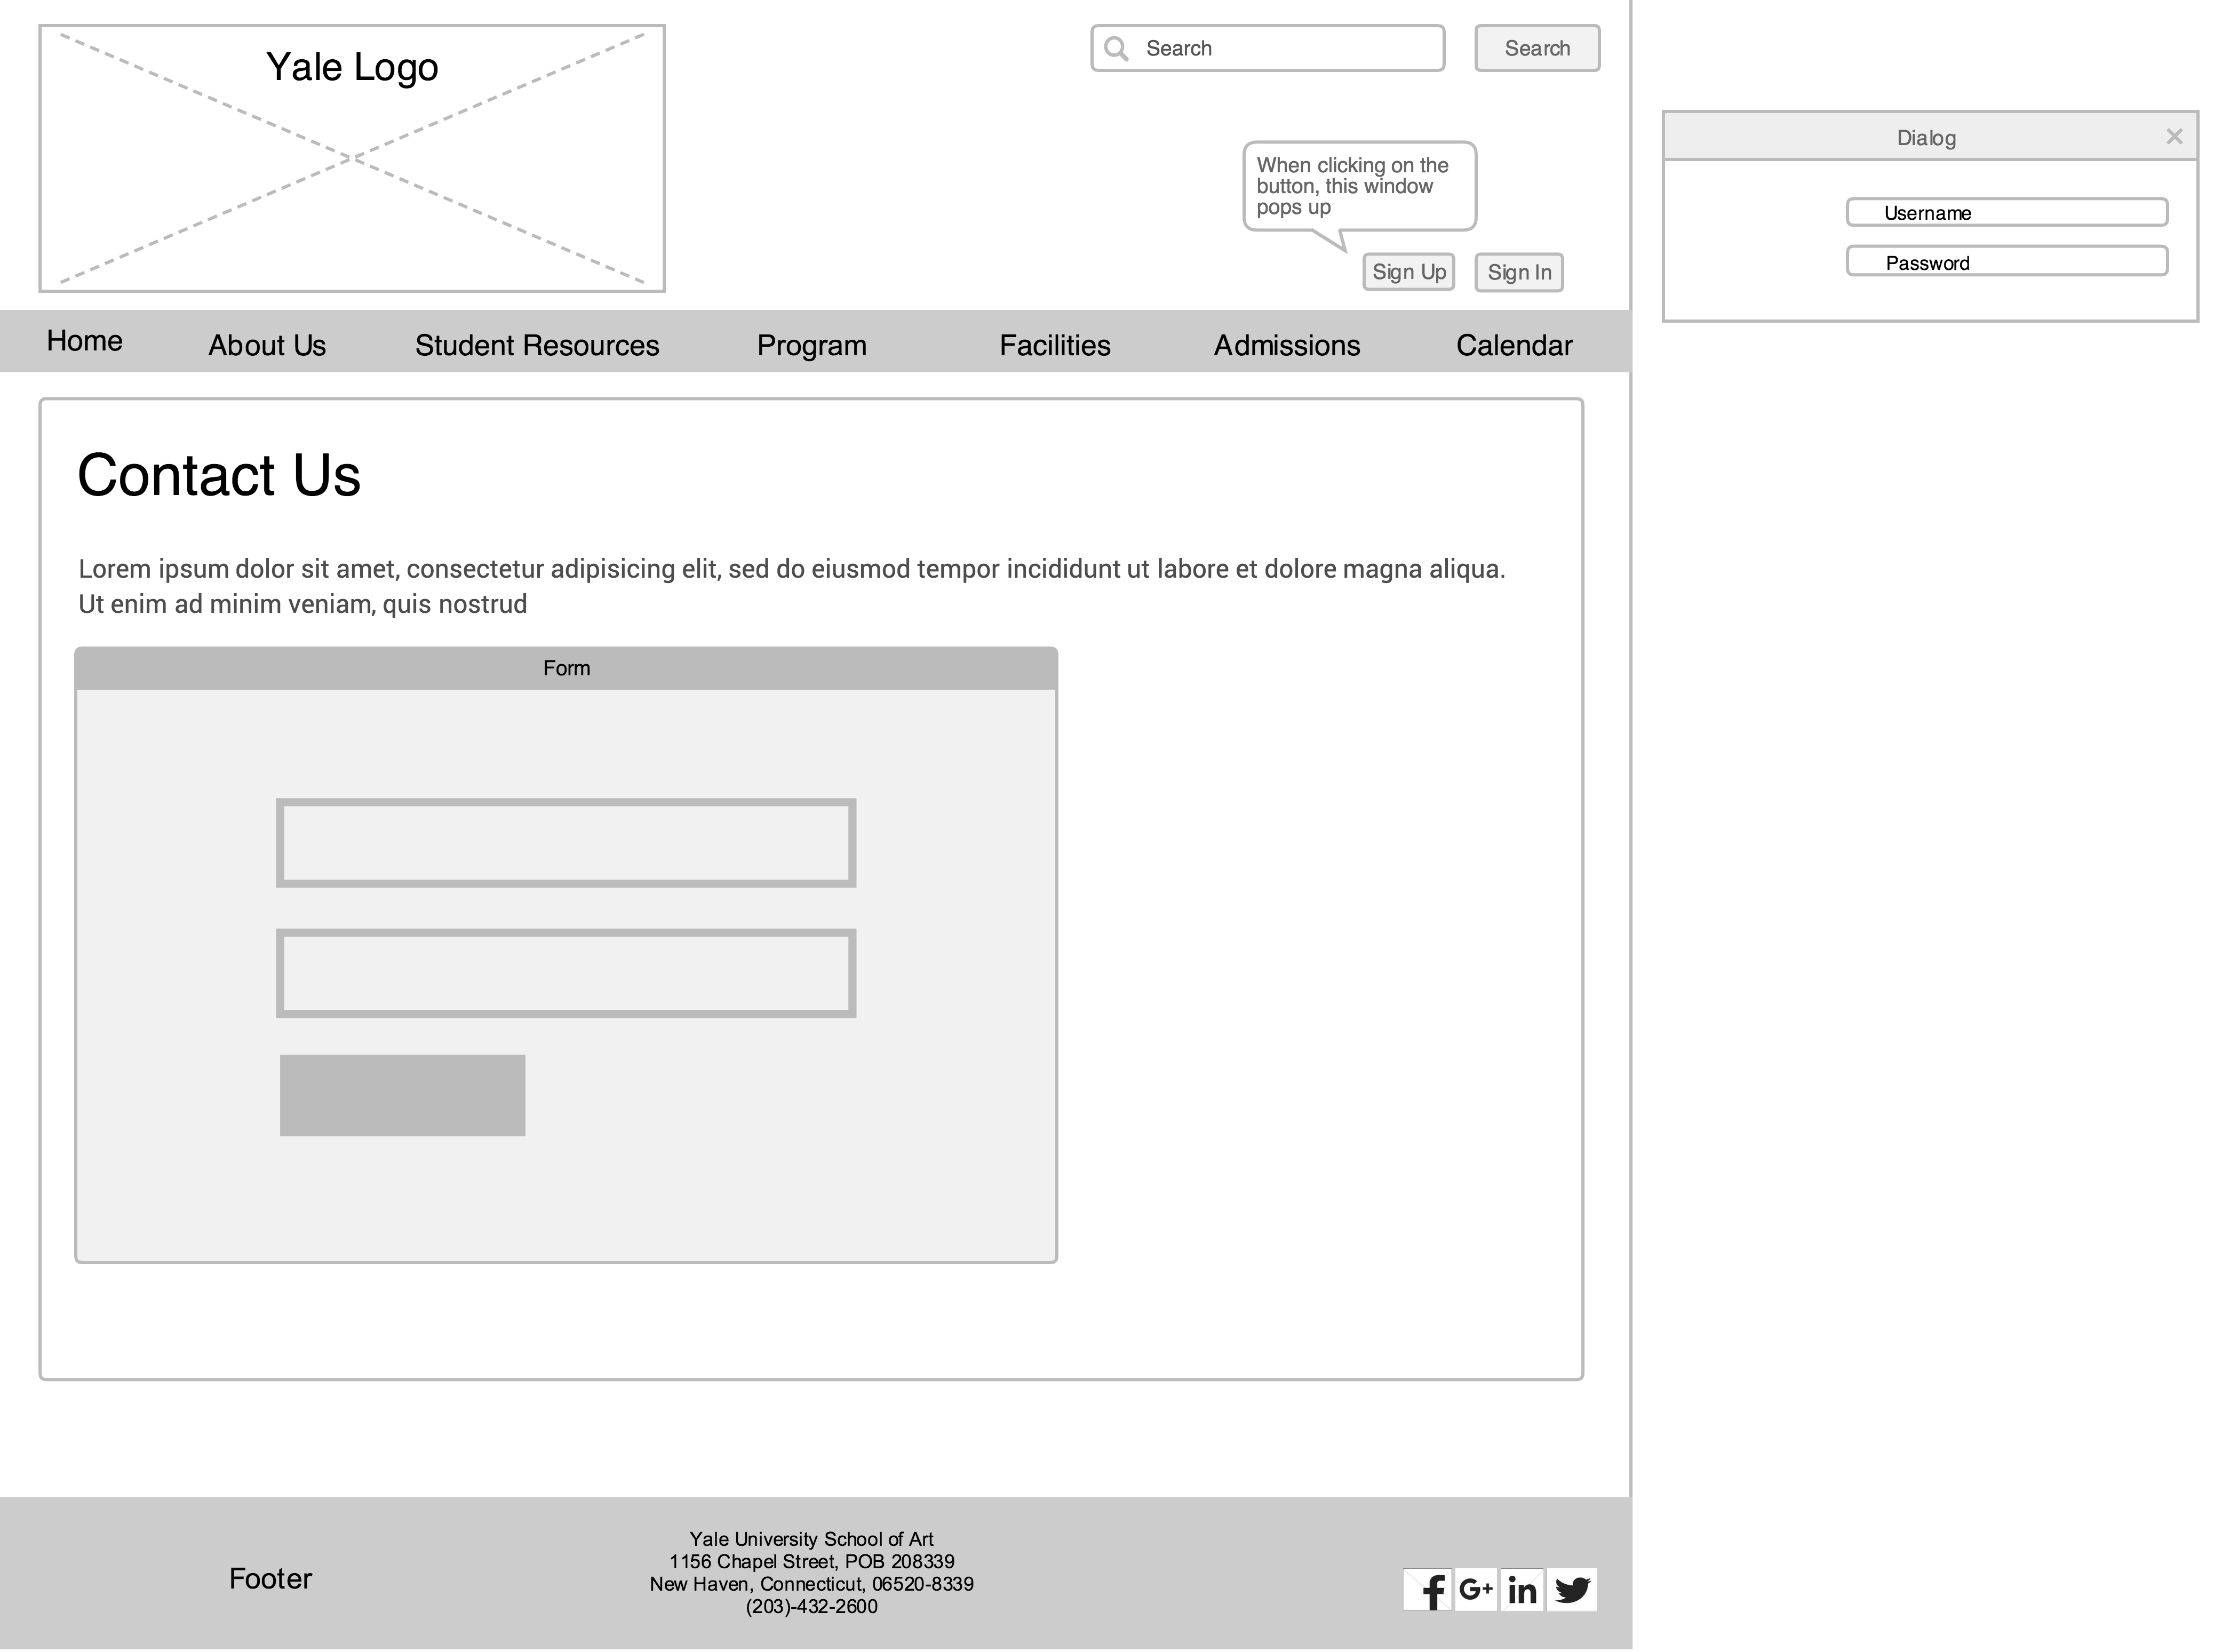 Yale Logo
Search
Search
When clicking on the
button, this window
pops up
Sign Up
Sign In
Dialog
Username
Password
Home
About Us
Student Resources
Program
Facilities
Admissions
Calendar
Contact Us
Lorem ipsum dolor sit amet, consectetur adipisicing elit, sed do eiusmod tempor incididunt ut labore et dolore magna aliqua.
Ut enim ad minim veniam, quis nostrud
Form
Footer
Yale University School of Art
1156 Chapel Street, POB 208339
New Haven, Connecticut, 06520-8339
(203)-432-2600
f
G+
in